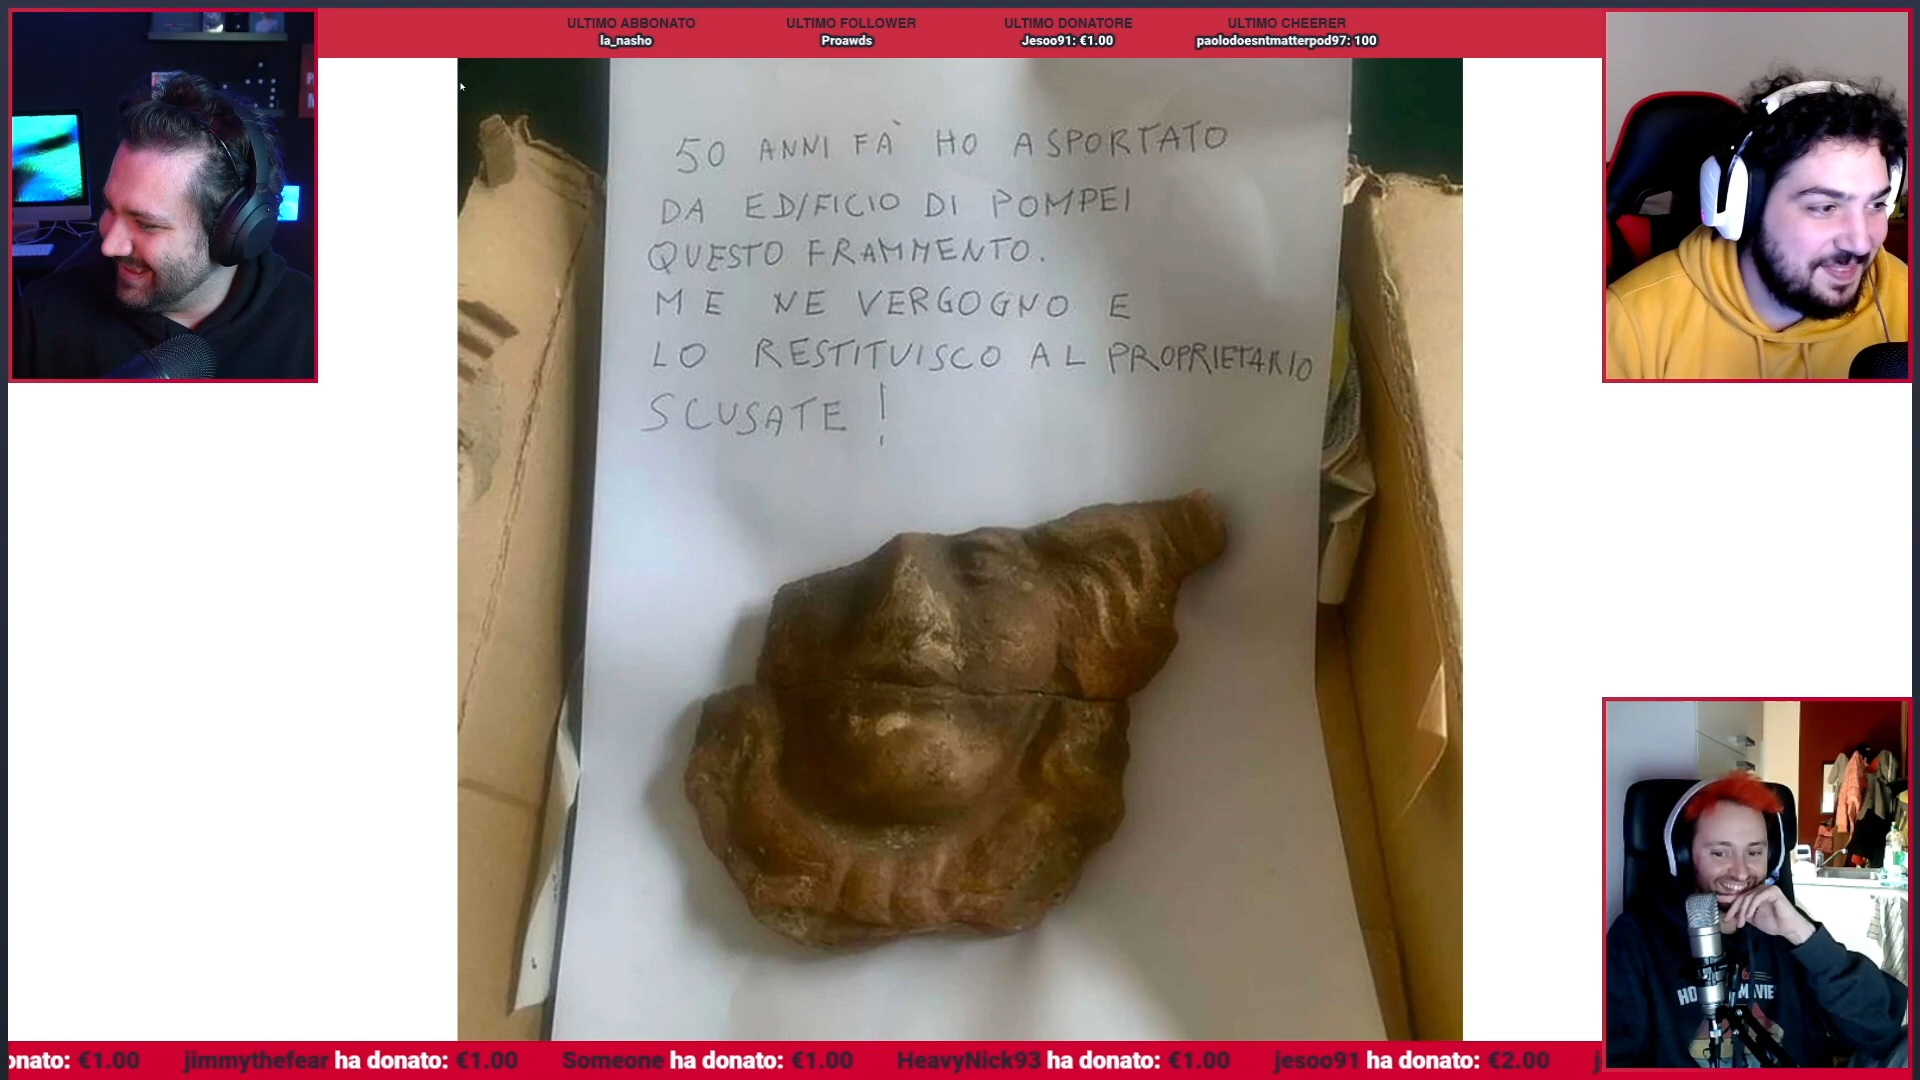 ULTIMO ABBONATO
la_nasho
ULTIMO FOLLOWER
Proawds
ULTIMO DONATORE
Jesoo91: €1.00
ULTIMO CHEERER
paolodoesntmatterpod97: 100
50 ANNI FÀ HO ASPORTATO
DA EDIFICIO DI POMPEI
QUESTO FRAMMENTO.
ME NE VERGOGNO E
LO RESTITUISCO AL PROPRIETARIO
SCUSATE!
onato: €1.00 jimmythefear ha donato: €1.00 Someone ha donato: €1.00 HeavyNick93 ha donato: €1.00 jesoo91 ha donato: €2.00